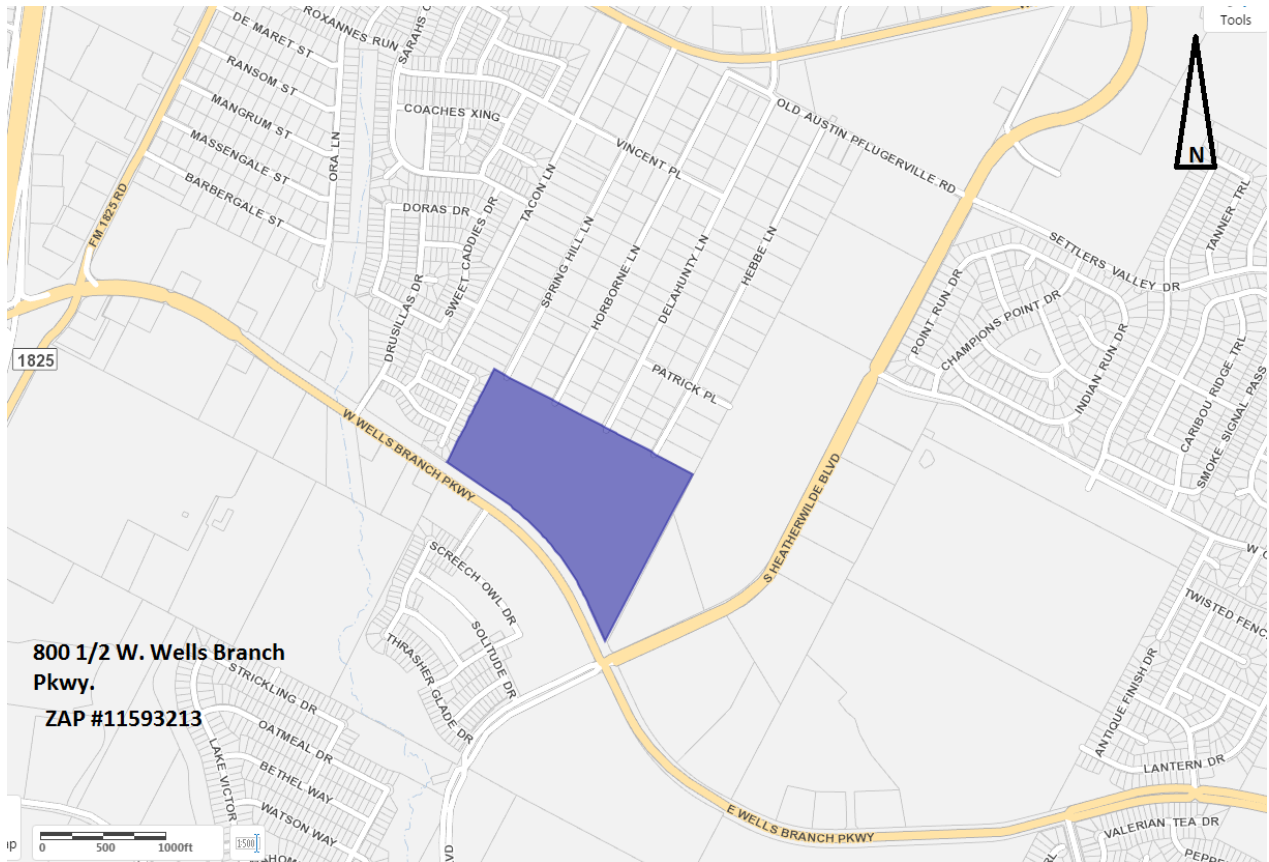 Tools
N
ROXANNES RUN
SARAHS C
DE MARET ST
RANSOM ST
MANGRUM ST
MASSENGALE ST
BARBERGALE ST
ORA LN
FM 1825 RD
1825
COACHES XING
DORAS DR
DRUSILLAS DR
SWEET CADDIES DR
TACON LN
VINCENT PL
SPRING HILL LN
HORBORNE LN
DELAHUNTY LN
HEBBE LN
PATRICK PL
OLD AUSTIN PFLUGERVILLE RD
SETTLERS VALLEY DR
TANNER TRL
POINT RUN DR
CHAMPIONS POINT DR
INDIAN RUN DR
CARIBOU RIDGE TRL
SMOKE SIGNAL PASS
S HEATHERWILDE BLVD
W WELLS BRANCH PKWY
SCREECH OWL DR
SOLITUDE DR
THRASHER GLADE DR
TWISTED FENC
ANTIQUE FINISH DR
LANTERN DR
VALERIAN TEA DR
PEPP
E WELLS BRANCH PKWY
800 1/2 W. Wells Branch
Pkwy.
ZAP #11593213
STRICKLING DR
OATMEAL DR
BETHEL WAY
WATSON WAY
LAKE VICTOR
0 500 1000ft